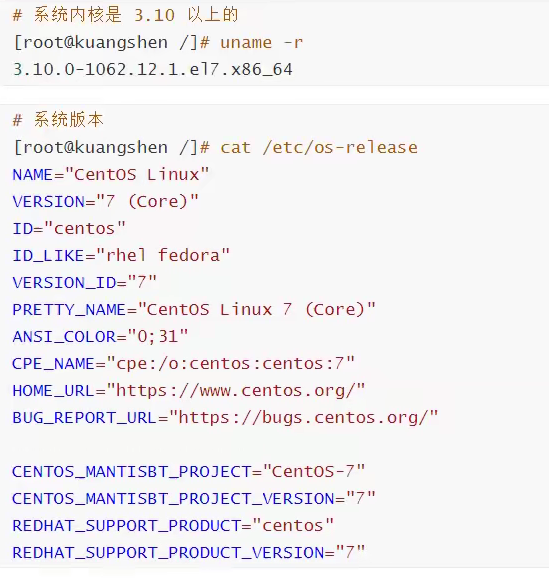 # 系统内核是 3.10 以上的
[root@kuangshen /]# uname -r
3.10.0-1062.12.1.el7.x86_64
# 系统版本
[root@kuangshen /]# cat /etc/os-release
NAME="CentOS Linux"
VERSION="7 (Core)"
ID="centos"
ID_LIKE="rhel fedora"
VERSION_ID="7"
PRETTY_NAME="CentOS Linux 7 (Core)"
ANSI_COLOR="0;31"
CPE_NAME="cpe:/o:centos:centos:7"
HOME_URL="https://www.centos.org/"
BUG_REPORT_URL="https://bugs.centos.org/"
CENTOS_MANTISBT_PROJECT="CentOS-7"
CENTOS_MANTISBT_PROJECT_VERSION="7"
REDHAT_SUPPORT_PRODUCT="centos"
REDHAT_SUPPORT_PRODUCT_VERSION="7"